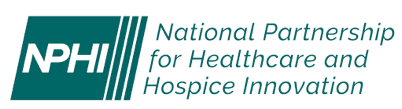 NPHI
National Partnership
for Healthcare and
Hospice Innovation